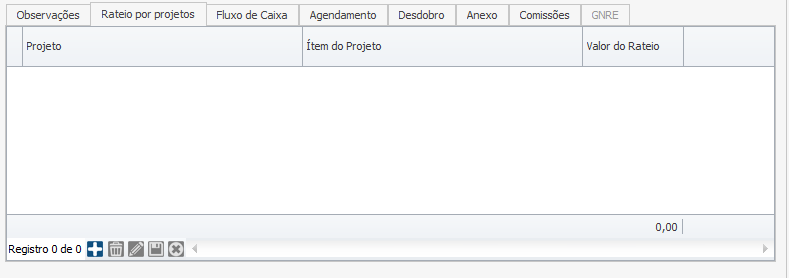 Observações Rateio por projetos Fluxo de Caixa Agendamento Desdobro Anexo Comissões GNRE
Projeto Ítem do Projeto Valor do Rateio
0,00
Registro 0 de 0